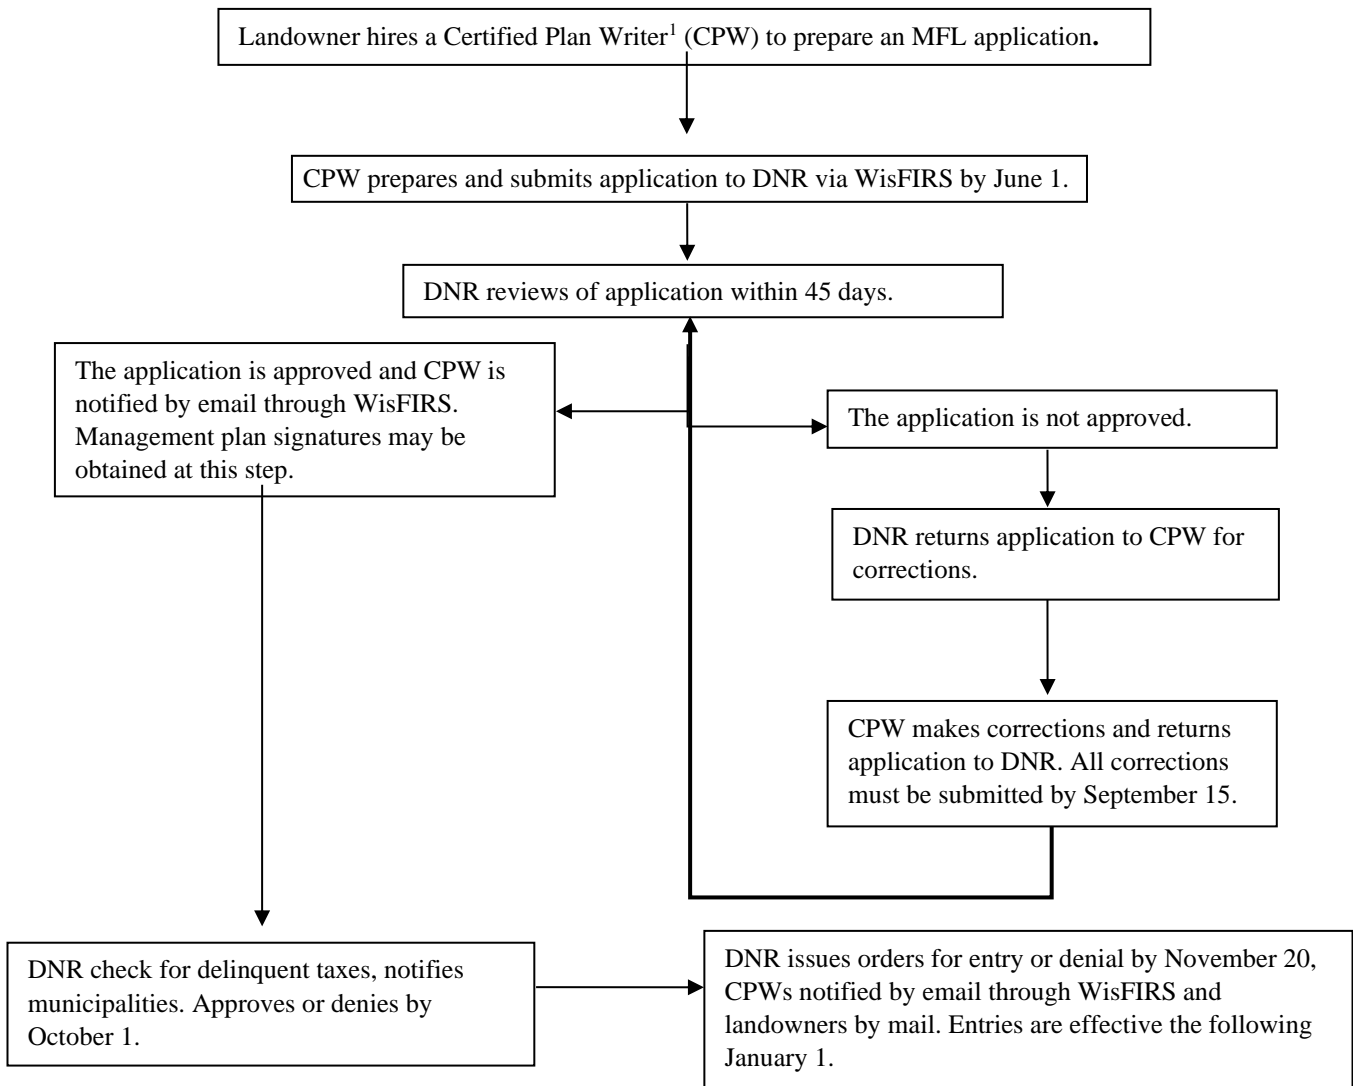 Landowner hires a Certified Plan Writer¹ (CPW) to prepare an MFL application.
CPW prepares and submits application to DNR via WisFIRS by June 1.
DNR reviews of application within 45 days.
The application is approved and CPW is
notified by email through WisFIRS.
Management plan signatures may be
obtained at this step.
The application is not approved.
DNR returns application to CPW for
corrections.
CPW makes corrections and returns
application to DNR. All corrections
must be submitted by September 15.
DNR check for delinquent taxes, notifies
municipalities. Approves or denies by
October 1.
DNR issues orders for entry or denial by November 20,
CPWs notified by email through WisFIRS and
landowners by mail. Entries are effective the following
January 1.